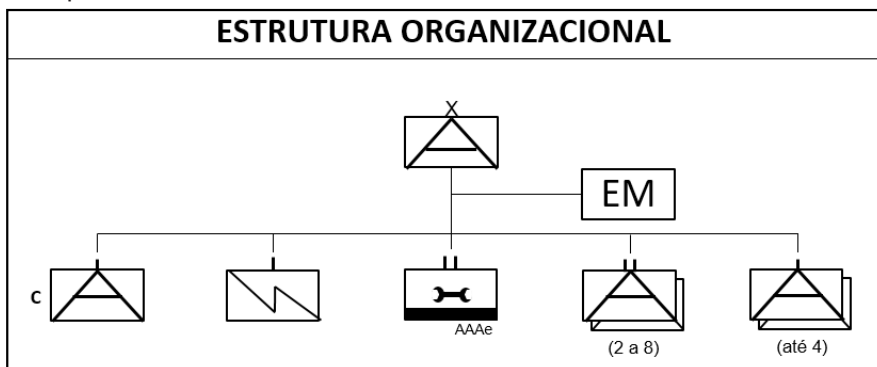 ESTRUTURA ORGANIZACIONAL
X
EM
C
AAAe
(2 a 8)
(até 4)